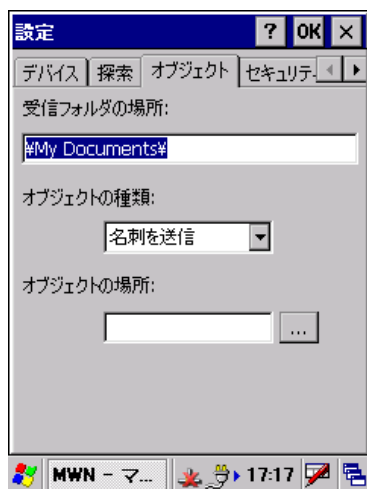 設定 ? OK ×
デバイス 探索 オブジェクト セキュリテ
受信フォルダの場所:
¥My Documents¥
オブジェクトの種類:
名刺を送信
オブジェクトの場所:
...
MWN - マ... 17:17